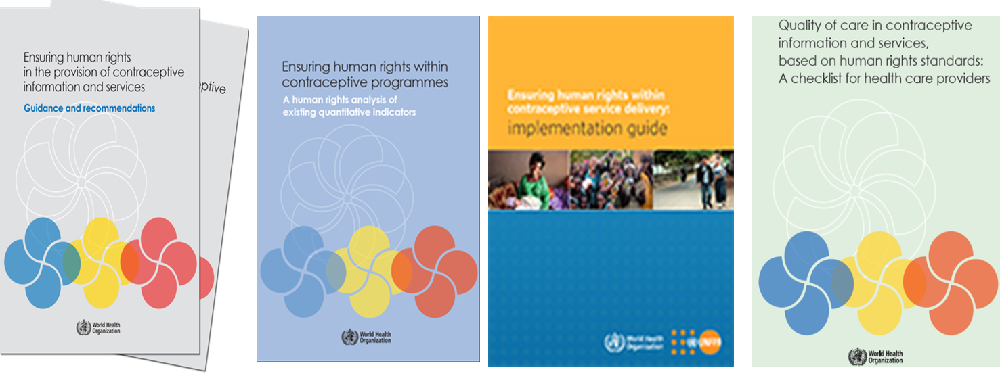 Ensuring human rights
in the provision of contraceptive
information and services
Guidance and recommendations
World Health
Organization
eptive
Ensuring human rights within
contraceptive programmes
A human rights analysis of
existing quantitative indicators
World Health
Organization
Ensuring human rights within
contraceptive service delivery:
implementation guide
World Health
Organization
UNFPA
Quality of care in contraceptive
information and services,
based on human rights standards:
A checklist for health care providers
World Health
Organization